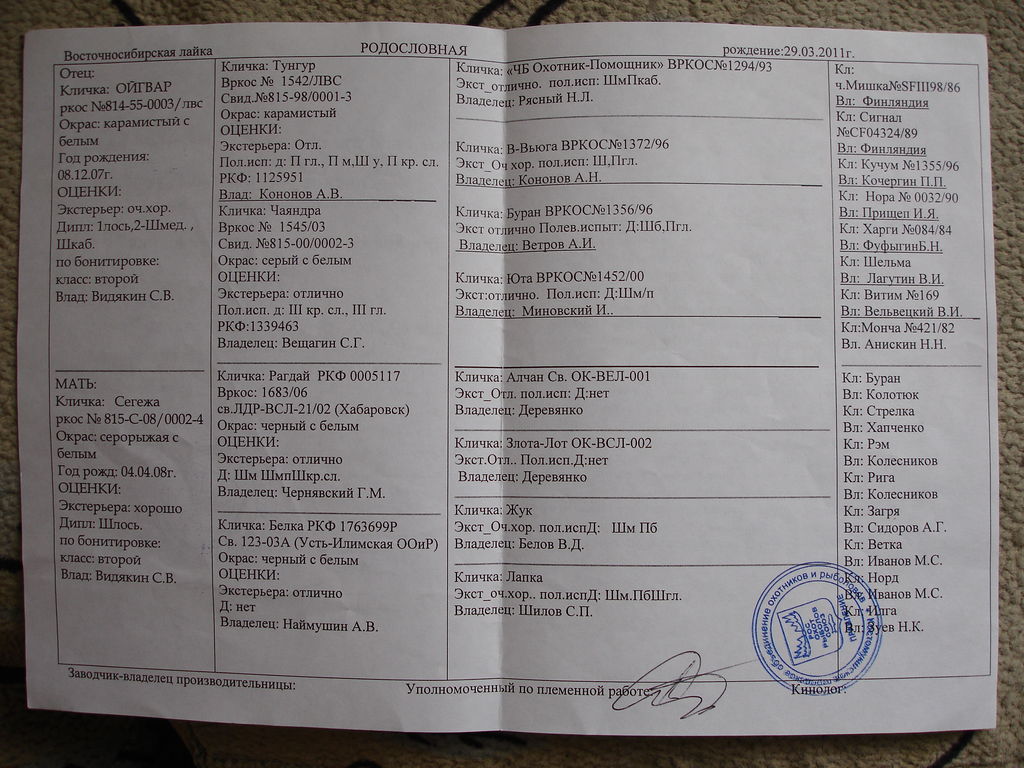 Восточносибирская лайка
РОДОСЛОВНАЯ
рождение:29.03.2011г.
Отец:
Кличка: ОЙГВАР
ркос №814-55-0003/лвс
Окрас: карамистый с
белым
Год рождения:
08.12.07г.
ОЦЕНКИ:
Экстерьер: оч.хор.
Дипл: 1лось,2-Шмед. ,
Шкаб.
по бонитировке:
класс: второй
Влад: Видякин С.В.
Кличка: Тунгур
Вркос № 1542/ЛВС
Свид.№815-98/0001-3
Окрас: карамистый
ОЦЕНКИ:
Экстерьера: Отл.
Пол.исп: д: П гл., П м,Ш у, П кр. сл.
РКФ: 1125951
Влад: Кононов А.В.
Кличка: Чаяндра
Вркос № 1545/03
Свид. №815-00/0002-3
Окрас: серый с белым
ОЦЕНКИ:
Экстерьера: отлично
Пол.исп. д: III кр. сл., III гл.
РКФ:1339463
Владелец: Вещагин С.Г.
Кличка: «ЧБ Охотник-Помощник» ВРКОС№1294/93
Экст_отлично. пол.исп: ШмПкаб.
Владелец: Рясный Н.Л.
Кличка: В-Вьюга ВРКОС№1372/96
Экст_Оч хор. пол.исп: Ш,Пгл.
Владелец: Кононов А.Н.
Кличка: Буран ВРКОС№1356/96
Экст отлично Полев.испыт: Д:Шб,Пгл.
Владелец: Ветров А.И.
Кличка: Юта ВРКОС№1452/00
Экст:отлично. Пол.исп: Д:Шм/п
Владелец: Миновский И..
Кл:
ч.Мишка№SFIII98/86
Вл: Финляндия
Кл: Сигнал
№CF04324/89
Вл: Финляндия
Кл: Кучум №1355/96
Вл: Кочергин П.П.
Кл: Нора № 0032/90
Вл: Прищеп И.Я.
Кл: Харги №084/84
Вл: ФуфыгинБ.Н.
Кл: Шельма
Вл: Лагутин В.И.
Кл: Витим №169
Вл: Вельвецкий В.И.
Кл:Монча №421/82
Вл. Анискин Н.Н.
МАТЬ:
Кличка: Сегежа
ркос № 815-С-08/0002-4
Окрас: серорыжая с
белым
Год рожд: 04.04.08г.
ОЦЕНКИ:
Экстерьера: хорошо
Дипл: Шлось.
по бонитировке:
класс: второй
Влад: Видякин С.В.
Кличка: Рагдай РКФ 0005117
Вркос: 1683/06
св.ЛДР-ВСЛ-21/02 (Хабаровск)
Окрас: черный с белым
ОЦЕНКИ:
Экстерьера: отлично
Д: Шм ШмпШкр.сл.
Владелец: Чернявский Г.М.
Кличка: Белка РКФ 1763699Р
Св. 123-03А (Усть-Илимская ООиР)
Окрас: черный с белым
ОЦЕНКИ:
Экстерьера: отлично
Д: нет
Владелец: Наймушин А.В.
Кличка: Алчан Св. ОК-ВЕЛ-001
Экст_Отл. пол.исп: Д:нет
Владелец: Деревянко
Кличка: Злота-Лот ОК-ВСЛ-002
Экст.Отл.. Пол.исп.Д:нет
Владелец: Деревянко
Кличка: Жук
Экст_Оч.хор. пол.испД: Шм Пб
Владелец: Белов В.Д.
Кличка: Лапка
Экст_оч.хор.. пол.испД: Шм.ПбШгл.
Владелец: Шилов С.П.
Кл: Буран
Вл: Колотюк
Кл: Стрелка
Вл: Хапченко
Кл: Рэм
Вл: Колесников
Кл: Рига
Вл: Колесников
Кл: Загря
Вл: Сидоров А.Г.
Кл: Ветка
Вл: Иванов М.С.
Кл: Норд
Вл: Иванов М.С.
Кл: Илга
Вл: Зуев Н.К.
объединение охотников и рыболовов
Заводчик-владелец производительницы:
Уполномоченный по племенной работе:
Кинолог: